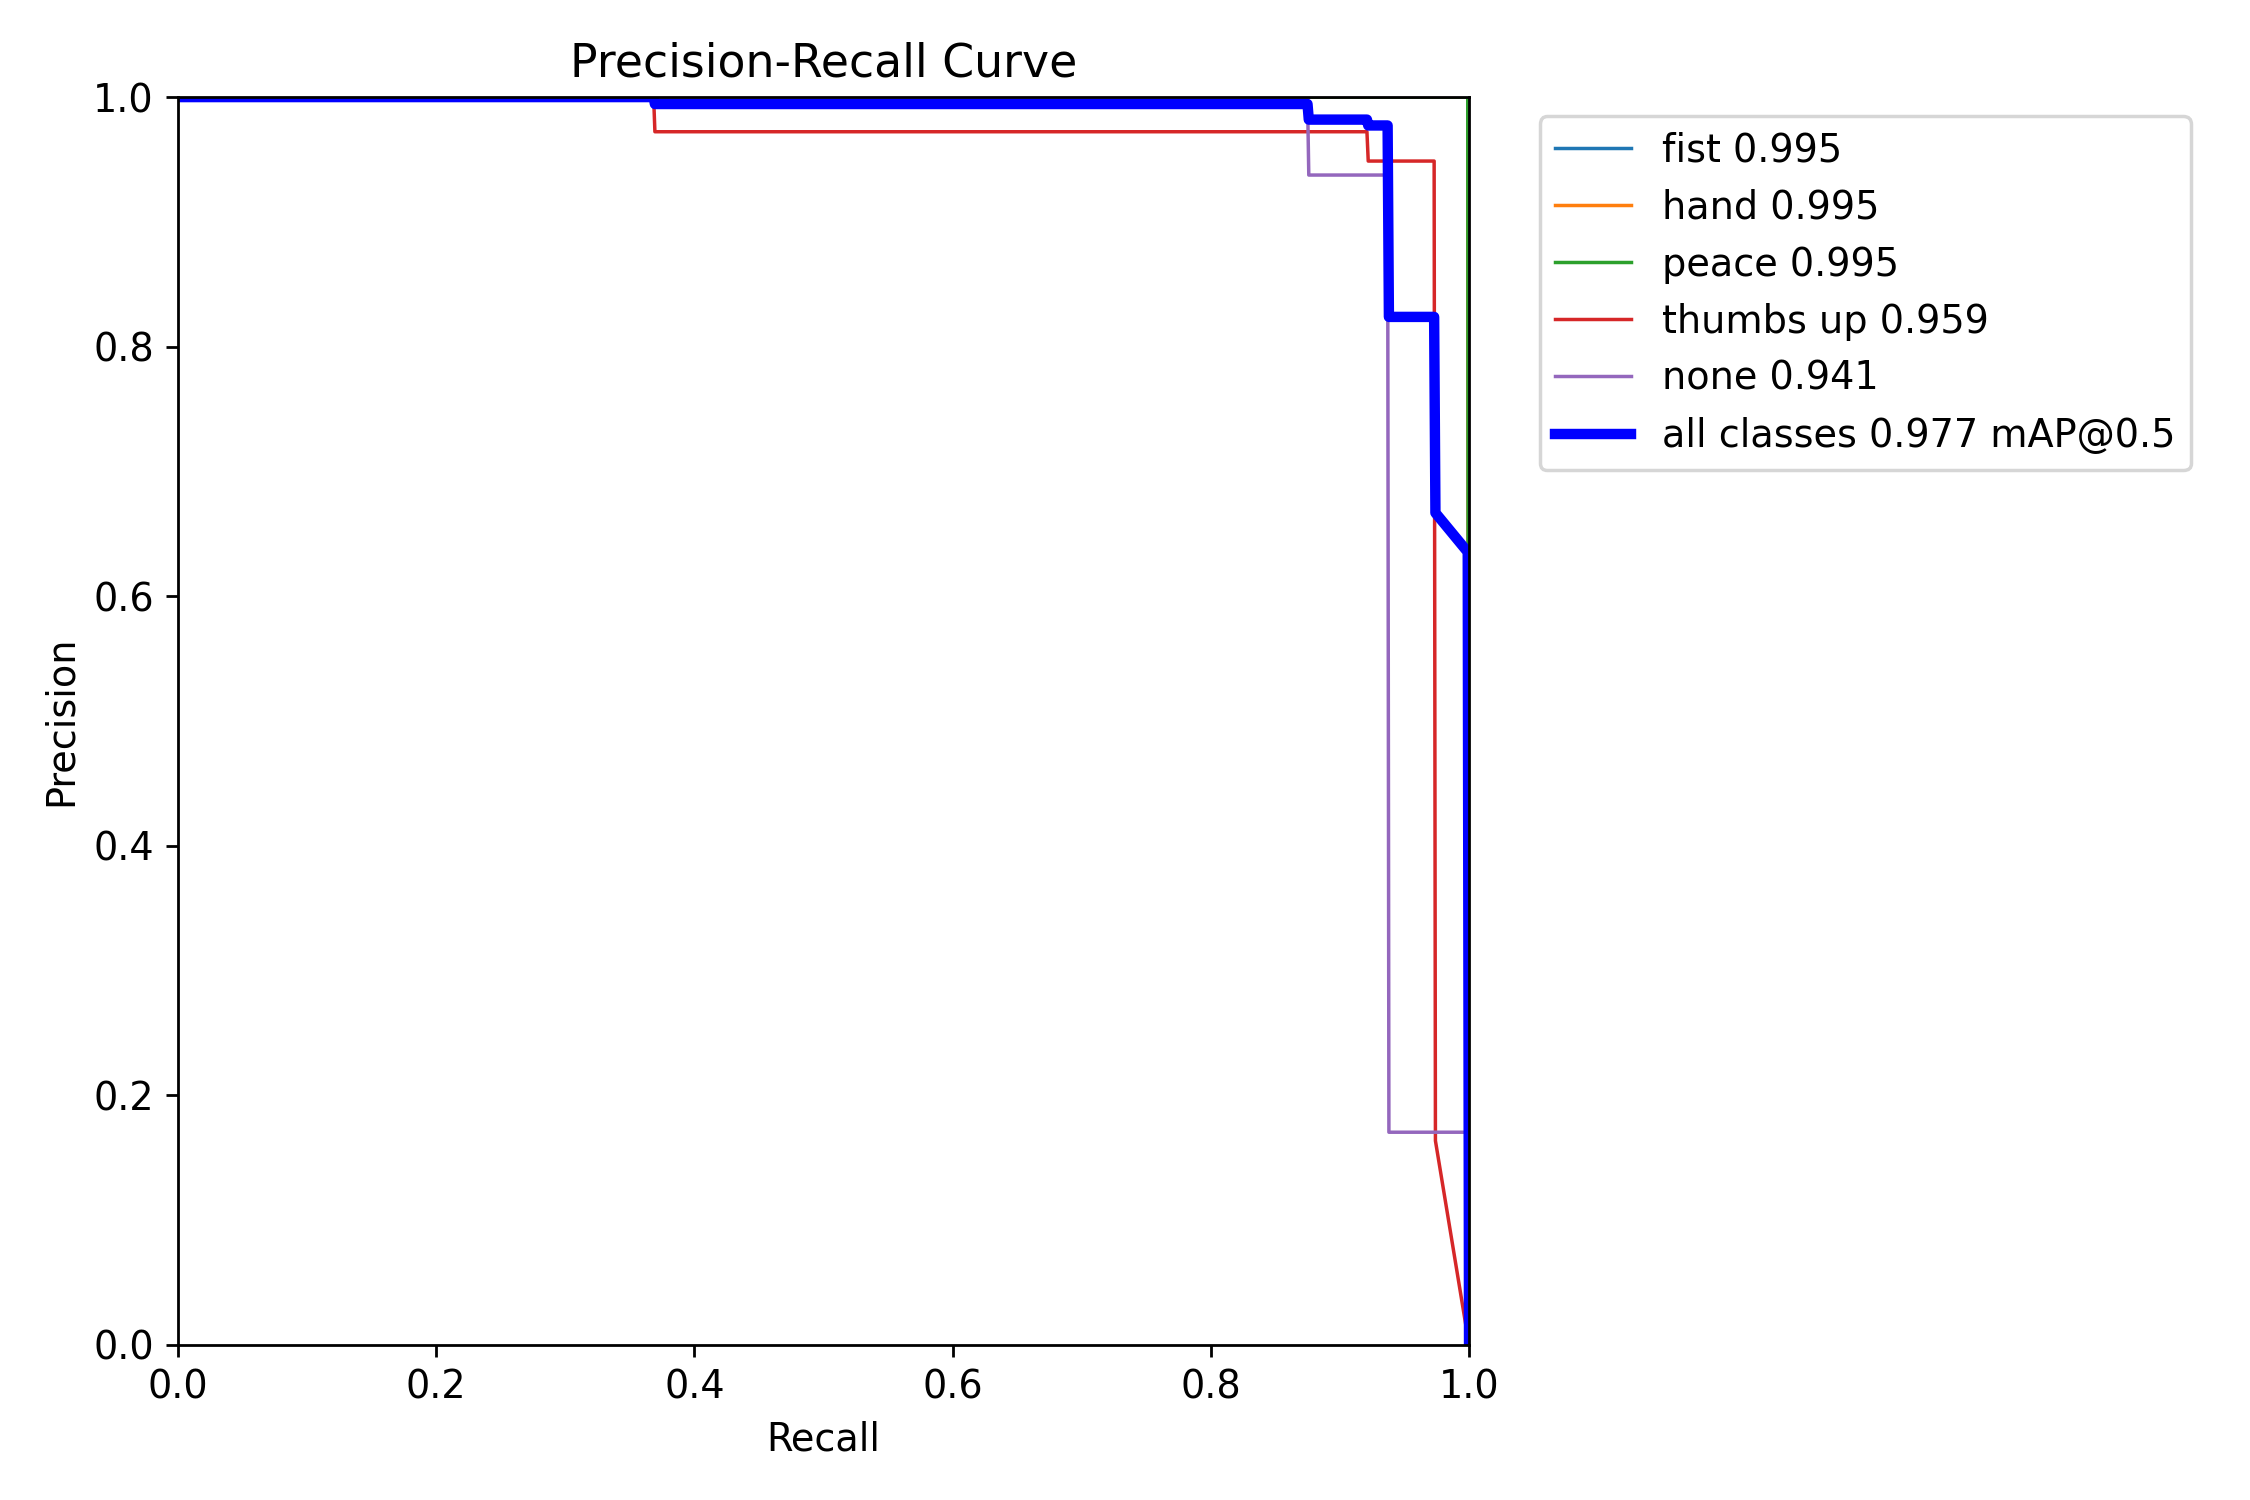 Precision-Recall Curve
1.0
0.8
0.6
0.4
0.2
0.0
Precision
0.0 0.2 0.4 0.6 0.8 1.0
Recall
fist 0.995
hand 0.995
peace 0.995
thumbs up 0.959
none 0.941
all classes 0.977 mAP@0.5